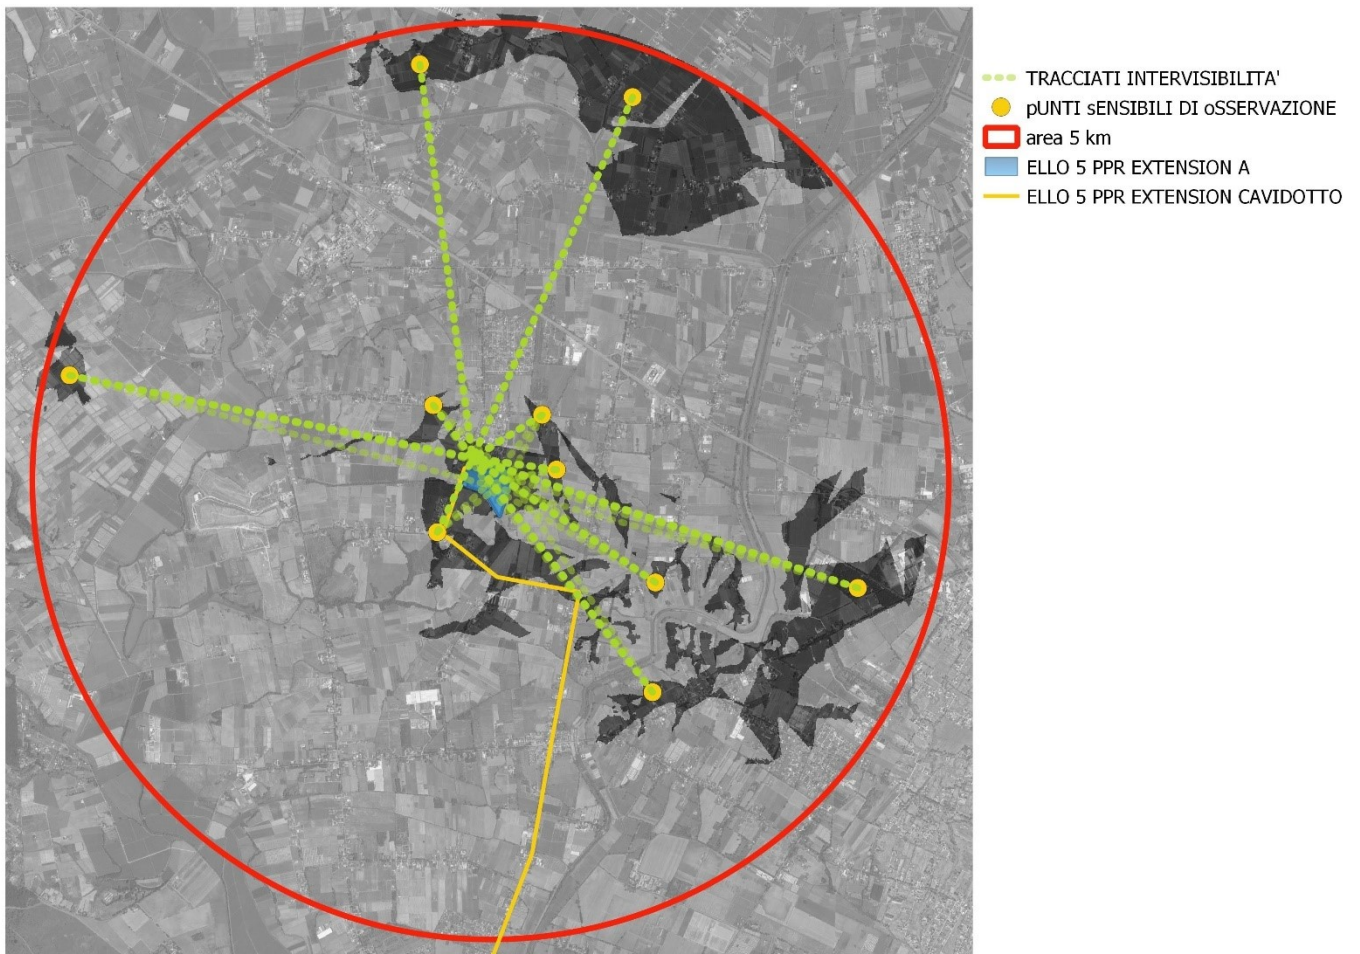 TRACCIATI INTERVISIBILITA'
pUNTI sENSIBILI DI oSSERVAZIONE
area 5 km
ELLO 5 PPR EXTENSION A
ELLO 5 PPR EXTENSION CAVIDOTTO